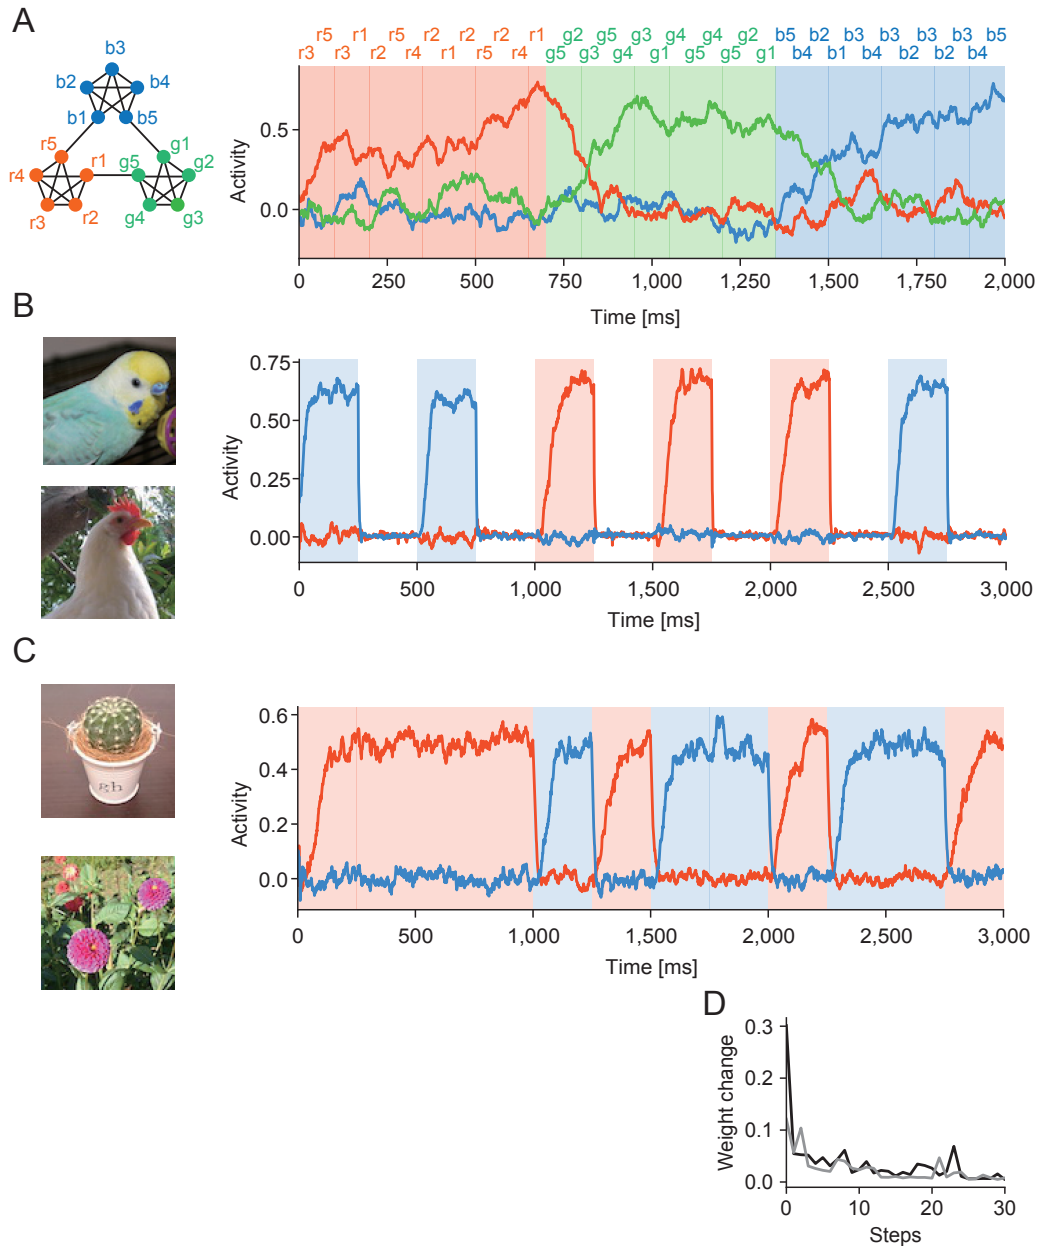 A
b3
b2
b4
b1
b5
r5
g1
r4
r1
g5
g2
r3
r2
g4
g3
r5 r1 r5 r2 r2 r2 r1 g2 g5 g3 g4 g4 g2 b5 b2 b3 b3 b3 b3 b5
r3 r3 r2 r4 r1 r5 r4 g5 g3 g4 g1 g5 g5 g1 b4 b1 b4 b2 b2 b4
Activity
0.5
0.0
0 250 500 750 1,000 1,250 1,500 1,750 2,000
Time [ms]
B
Activity
0.75
0.50
0.25
0.00
0 500 1,000 1,500 2,000 2,500 3,000
Time [ms]
C
gh
Activity
0.6
0.4
0.2
0.0
0 500 1,000 1,500 2,000 2,500 3,000
Time [ms]
D
Weight change
0.3
0.2
0.1
0.0
0 10 20 30
Steps